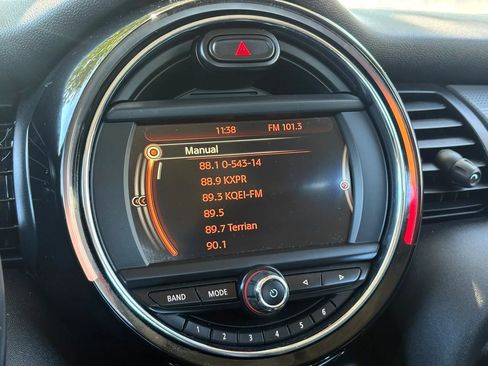 11:38 FM 101.3
Manual
88.1 0-543-14
88.9 KXPR
89.3 KQEI-FM
89.5
89.7 Terrian
90.1
BAND MODE
1 2 3 4 5 6